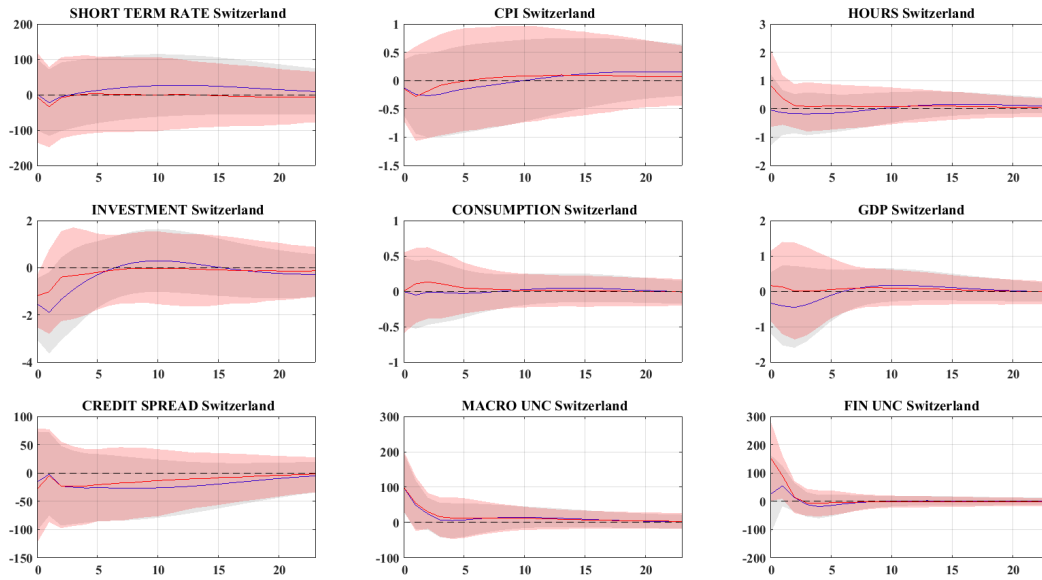 SHORT TERM RATE Switzerland
200
100
0
-100
-200
0 5 10 15 20
CPI Switzerland
1
0.5
0
-0.5
-1
-1.5
0 5 10 15 20
HOURS Switzerland
3
2
1
0
-1
-2
0 5 10 15 20
INVESTMENT Switzerland
2
0
-2
-4
0 5 10 15 20
CONSUMPTION Switzerland
1
0.5
0
-0.5
-1
0 5 10 15 20
GDP Switzerland
2
1
0
-1
-2
0 5 10 15 20
CREDIT SPREAD Switzerland
100
50
0
-50
-100
-150
0 5 10 15 20
MACRO UNC Switzerland
300
200
100
0
-100
0 5 10 15 20
FIN UNC Switzerland
300
200
100
0
-100
-200
0 5 10 15 20